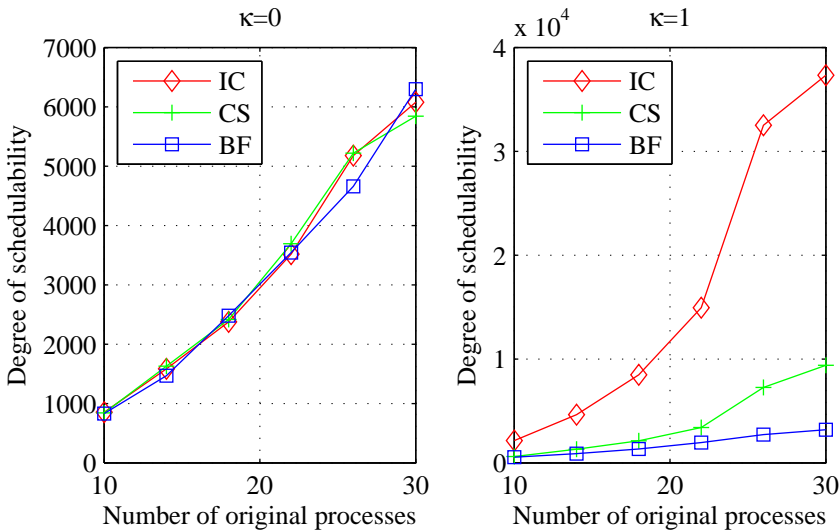 κ=0
7000
6000
5000
4000
3000
2000
1000
0
10
20
30
Degree of schedulability
Number of original processes
IC
CS
BF
κ=1
x 10^4
4
3
2
1
0
10
20
30
Degree of schedulability
Number of original processes
IC
CS
BF